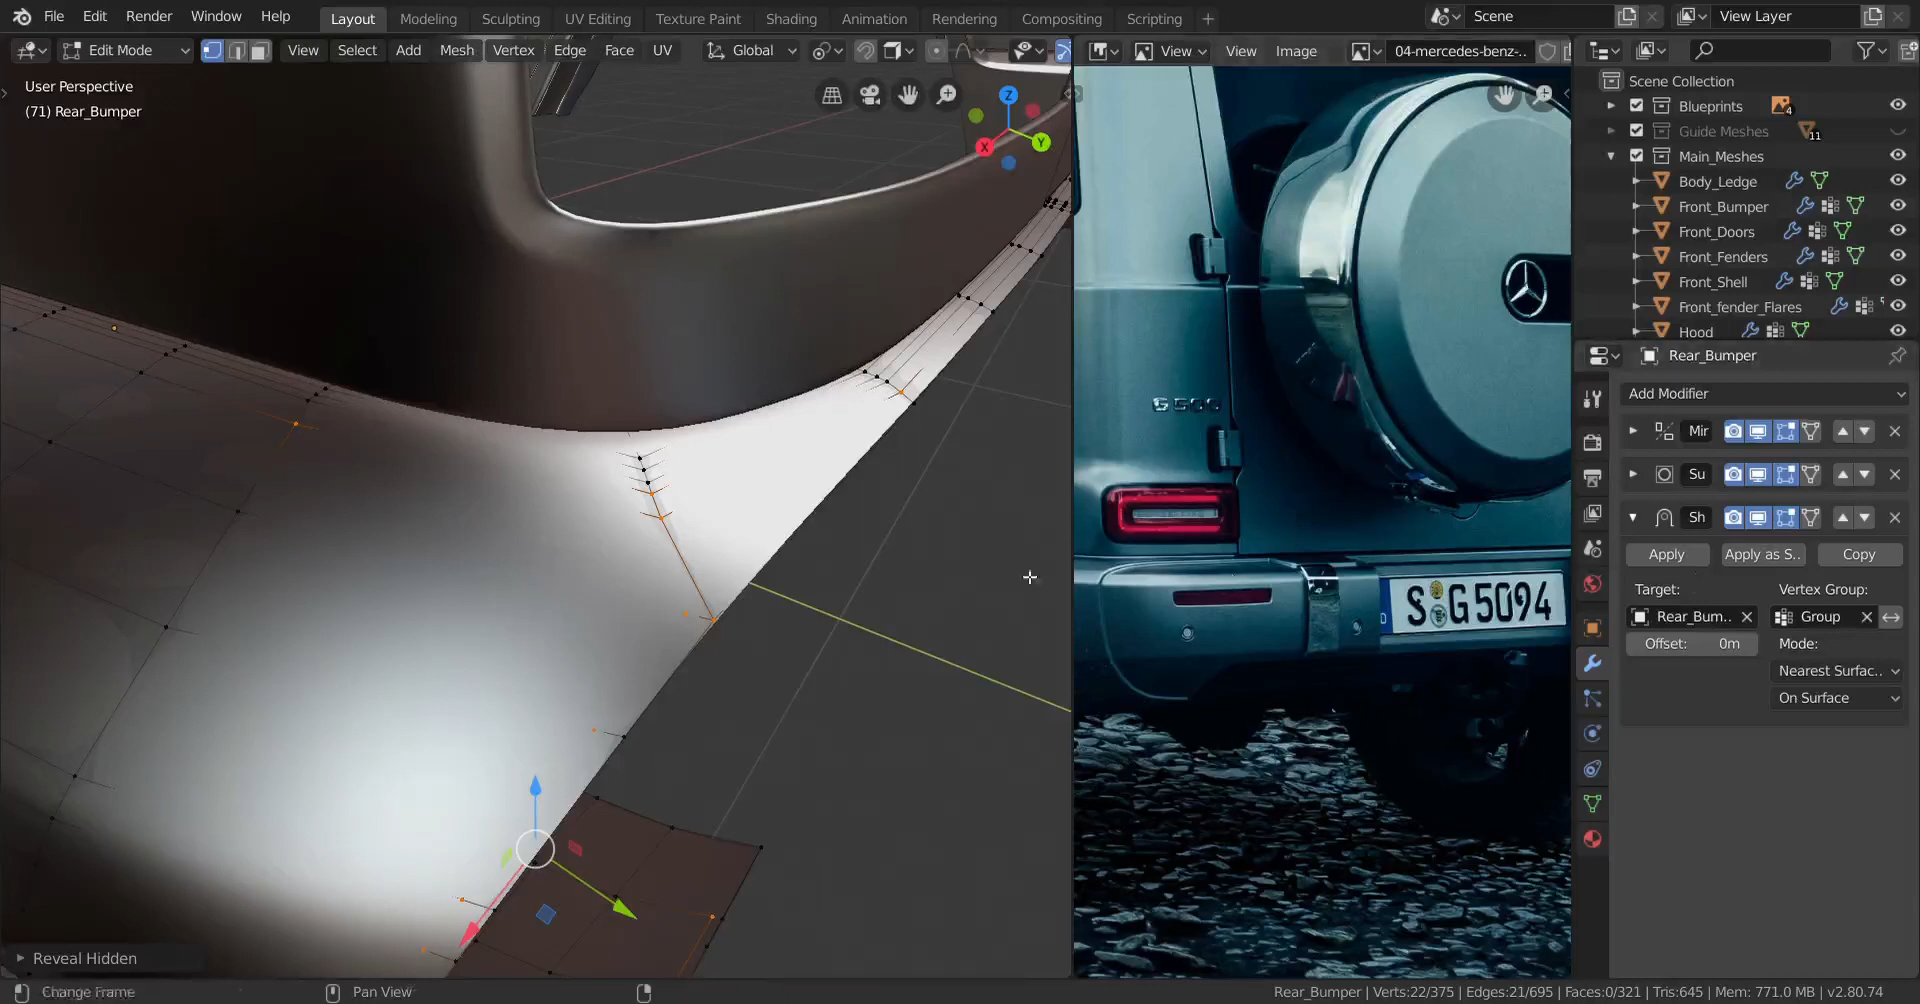 File Edit Render Window Help Layout Modeling Sculpting UV Editing Texture Paint Shading Animation Rendering Compositing Scripting + Scene View Layer
Edit Mode View Select Add Mesh Vertex Edge Face UV Global View View Image 04-mercedes-benz-..
User Perspective
(71) Rear_Bumper
Z
Y
X
G 500
S G 5094
Scene Collection
Blueprints 4
Guide Meshes 11
Main_Meshes
Body_Ledge
Front_Bumper
Front_Doors
Front_Fenders
Front_Shell
Front_fender_Flares
Hood
Rear_Bumper
Add Modifier
Mir
Su
Sh
Apply Apply as S.. Copy
Target: Vertex Group:
Rear_Bum.. Group
Offset: 0m Mode:
Nearest Surfac..
On Surface
Reveal Hidden
Change Frame Pan View Rear_Bumper | Verts:22/375 | Edges:21/695 | Faces:0/321 | Tris:645 | Mem: 771.0 MB | v2.80.74